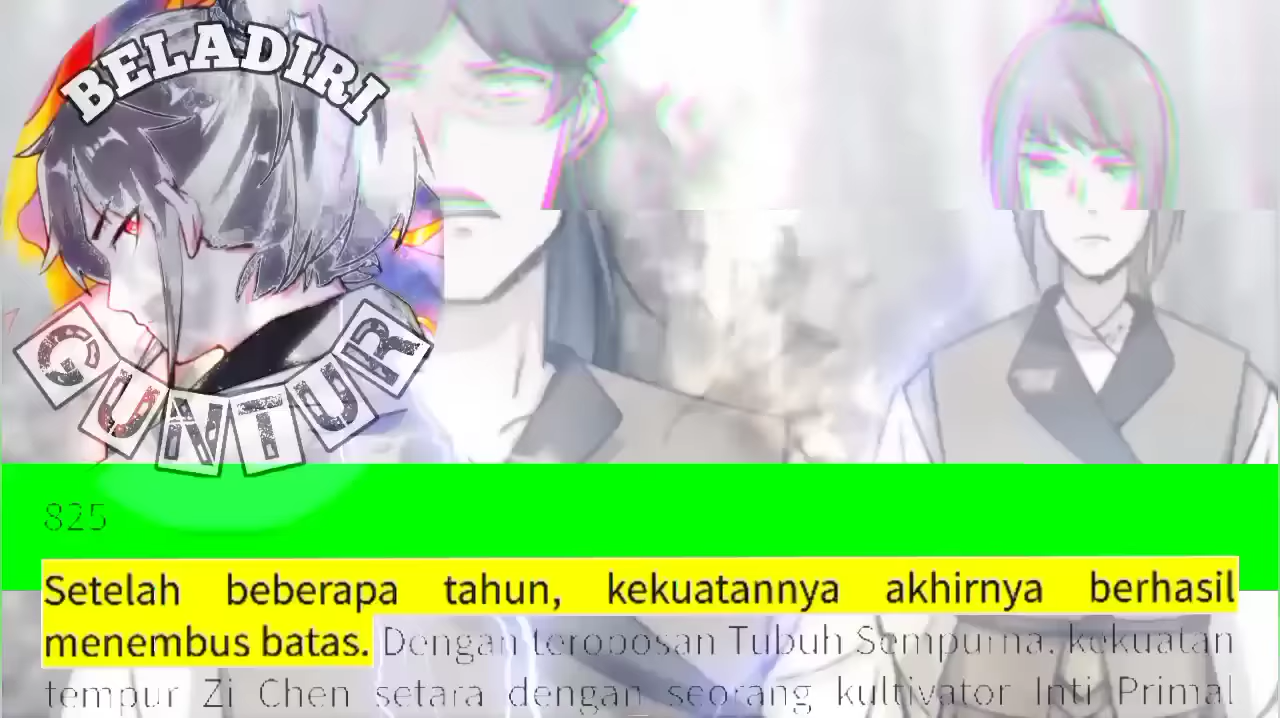 BELADIRI
GUNTUR
825
Setelah beberapa tahun, kekuatannya akhirnya berhasil
menembus batas. Dengan terobosan Tubuh Sempurna, kekuatan
tempur Zi Chen setara dengan seorang kultivator Inti Primal